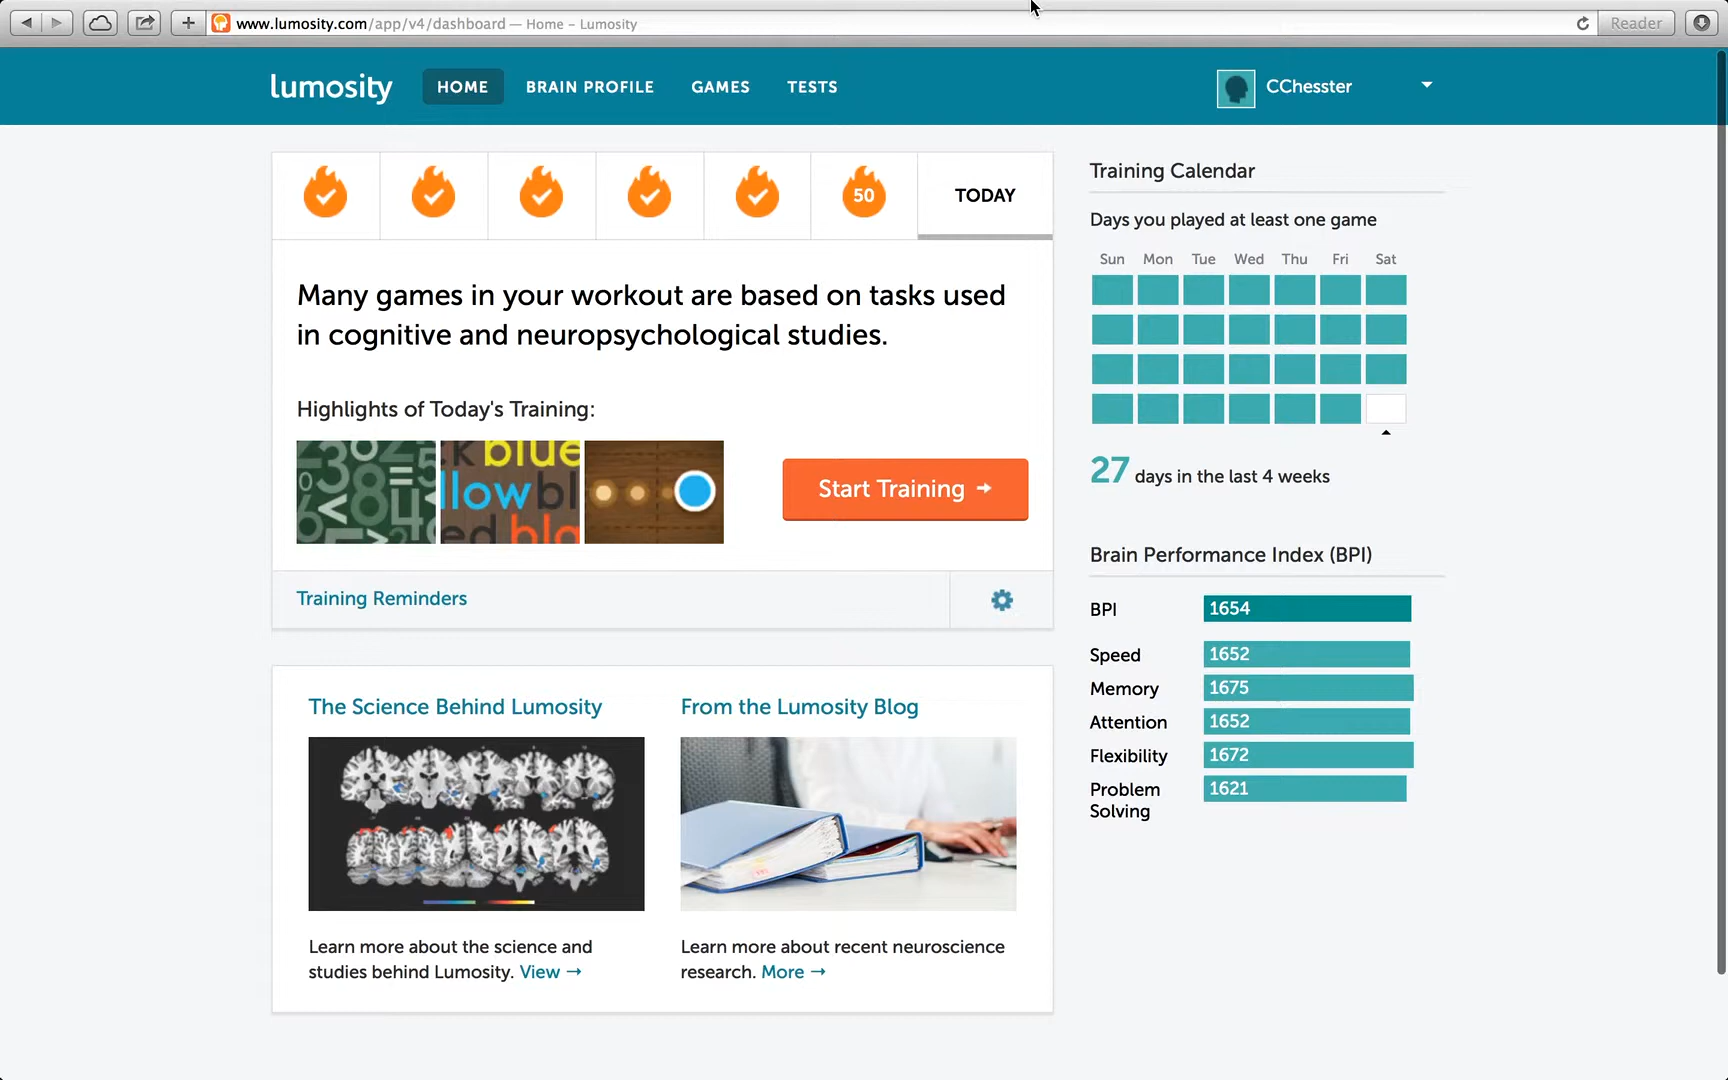 www.lumosity.com/app/v4/dashboard — Home – Lumosity
Reader
lumosity
HOME
BRAIN PROFILE
GAMES
TESTS
CChesster
50
TODAY
Many games in your workout are based on tasks used
in cognitive and neuropsychological studies.
Highlights of Today's Training:
blue
llow
Start Training →
Training Reminders
The Science Behind Lumosity
Learn more about the science and
studies behind Lumosity. View →
From the Lumosity Blog
Learn more about recent neuroscience
research. More →
Training Calendar
Days you played at least one game
Sun Mon Tue Wed Thu Fri Sat
27 days in the last 4 weeks
Brain Performance Index (BPI)
BPI 1654
Speed 1652
Memory 1675
Attention 1652
Flexibility 1672
Problem 1621
Solving